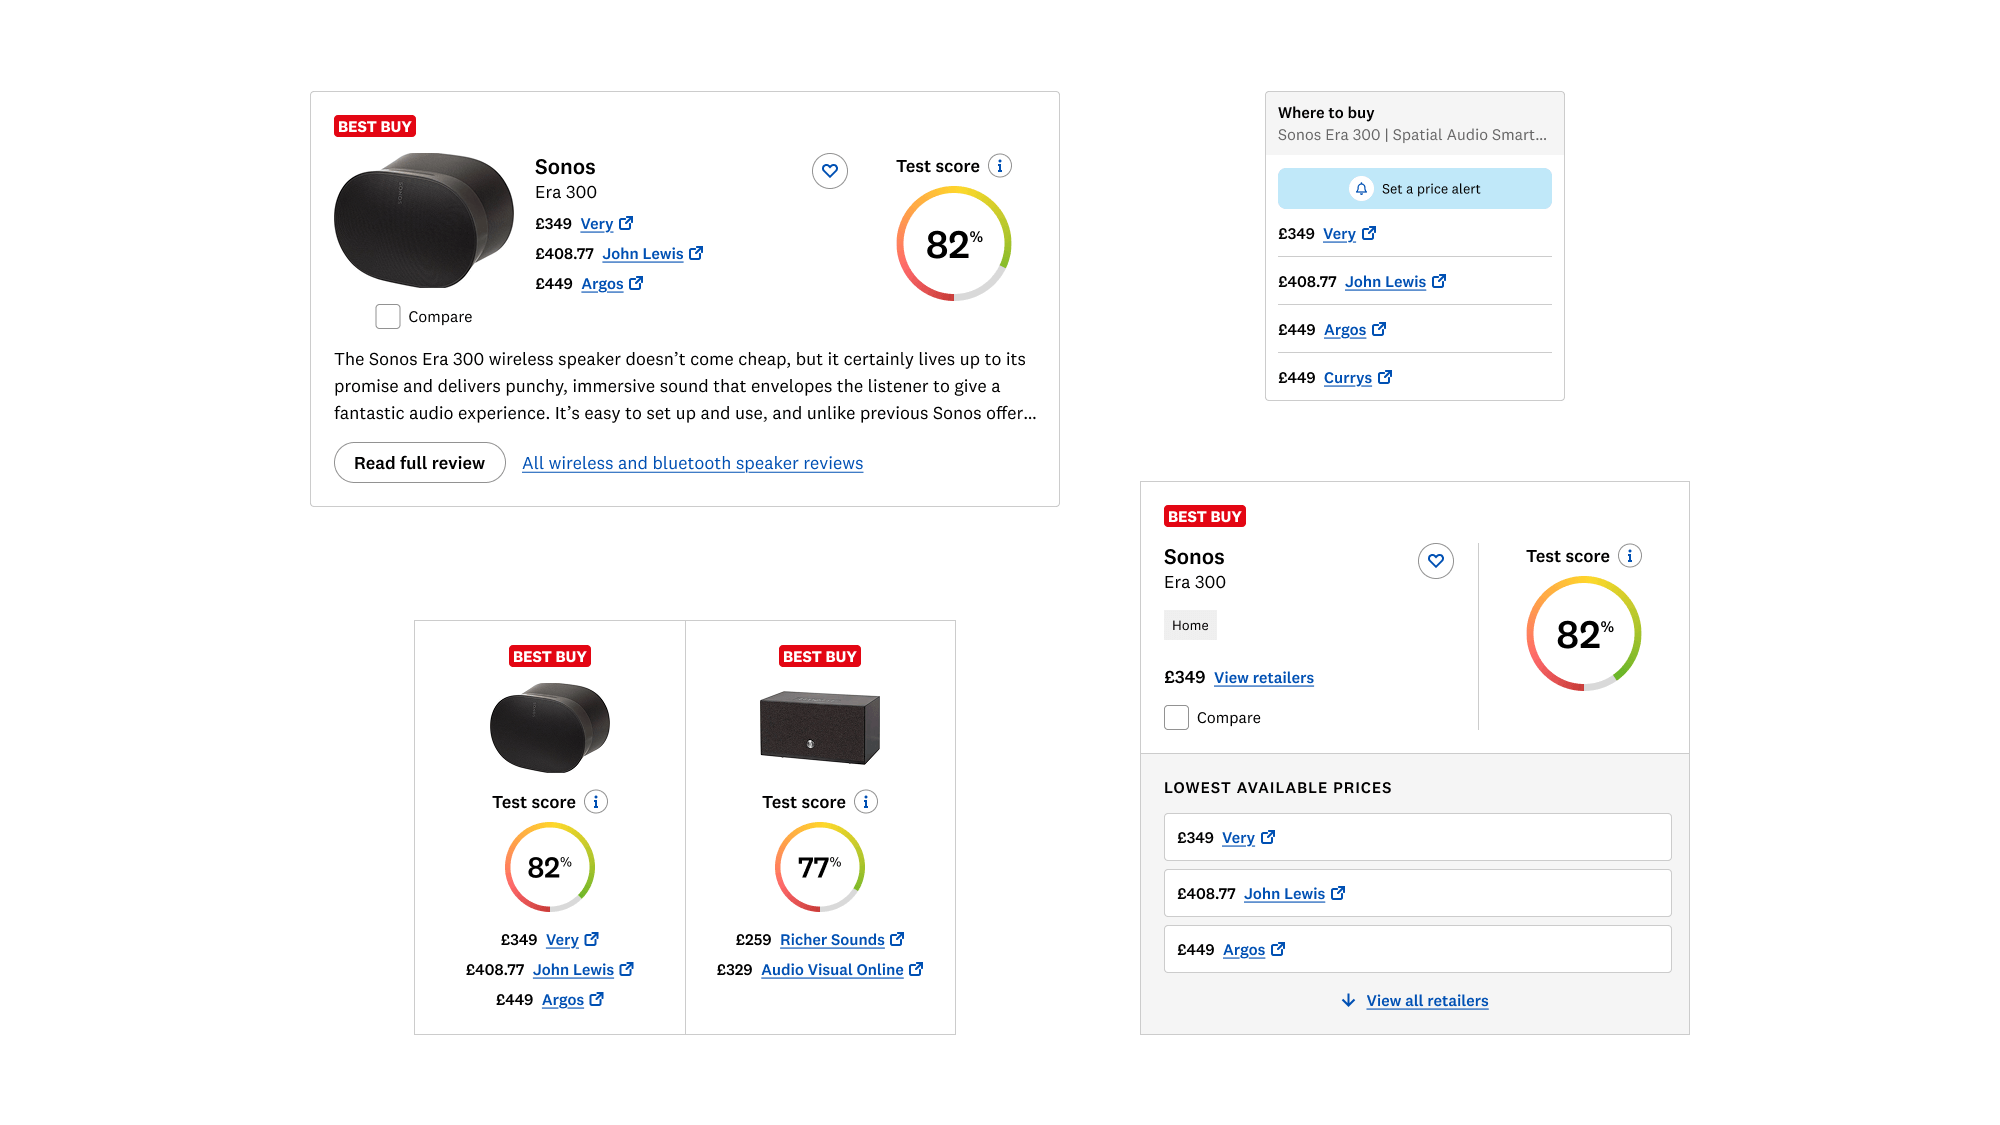 BEST BUY
Sonos
Era 300
£349 Very
£408.77 John Lewis
£449 Argos
Test score i
82%
Compare
The Sonos Era 300 wireless speaker doesn’t come cheap, but it certainly lives up to its
promise and delivers punchy, immersive sound that envelopes the listener to give a
fantastic audio experience. It’s easy to set up and use, and unlike previous Sonos offer...
Read full review All wireless and bluetooth speaker reviews
Where to buy
Sonos Era 300 | Spatial Audio Smart...
Set a price alert
£349 Very
£408.77 John Lewis
£449 Argos
£449 Currys
BEST BUY
Test score i
82%
£349 Very
£408.77 John Lewis
£449 Argos
BEST BUY
Test score i
77%
£259 Richer Sounds
£329 Audio Visual Online
BEST BUY
Sonos
Era 300
Home
£349 View retailers
Compare
Test score i
82%
LOWEST AVAILABLE PRICES
£349 Very
£408.77 John Lewis
£449 Argos
View all retailers